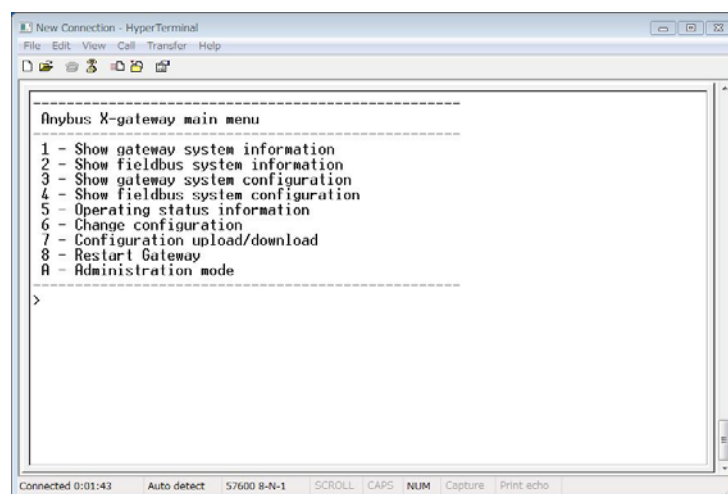 New Connection - HyperTerminal
File Edit View Call Transfer Help
Anybus X-gateway main menu
1 - Show gateway system information
2 - Show fieldbus system information
3 - Show gateway system configuration
4 - Show fieldbus system configuration
5 - Operating status information
6 - Change configuration
7 - Configuration upload/download
8 - Restart Gateway
A - Administration mode
>
Connected 0:01:43 Auto detect 57600 8-N-1 SCROLL CAPS NUM Capture Print echo